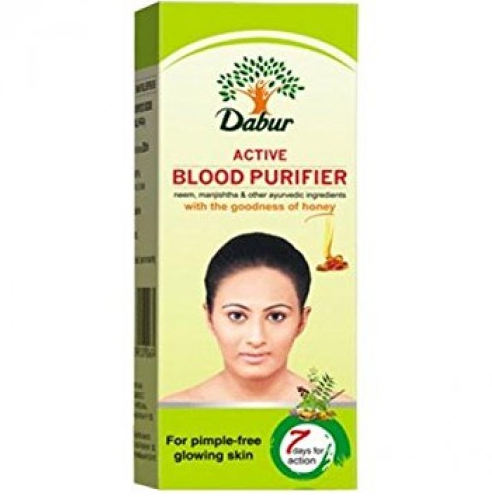 Dabur
ACTIVE
BLOOD PURIFIER
neem, manjishtha & other ayurvedic ingredients
with the goodness of honey
For pimple-free
glowing skin
7
days for
action